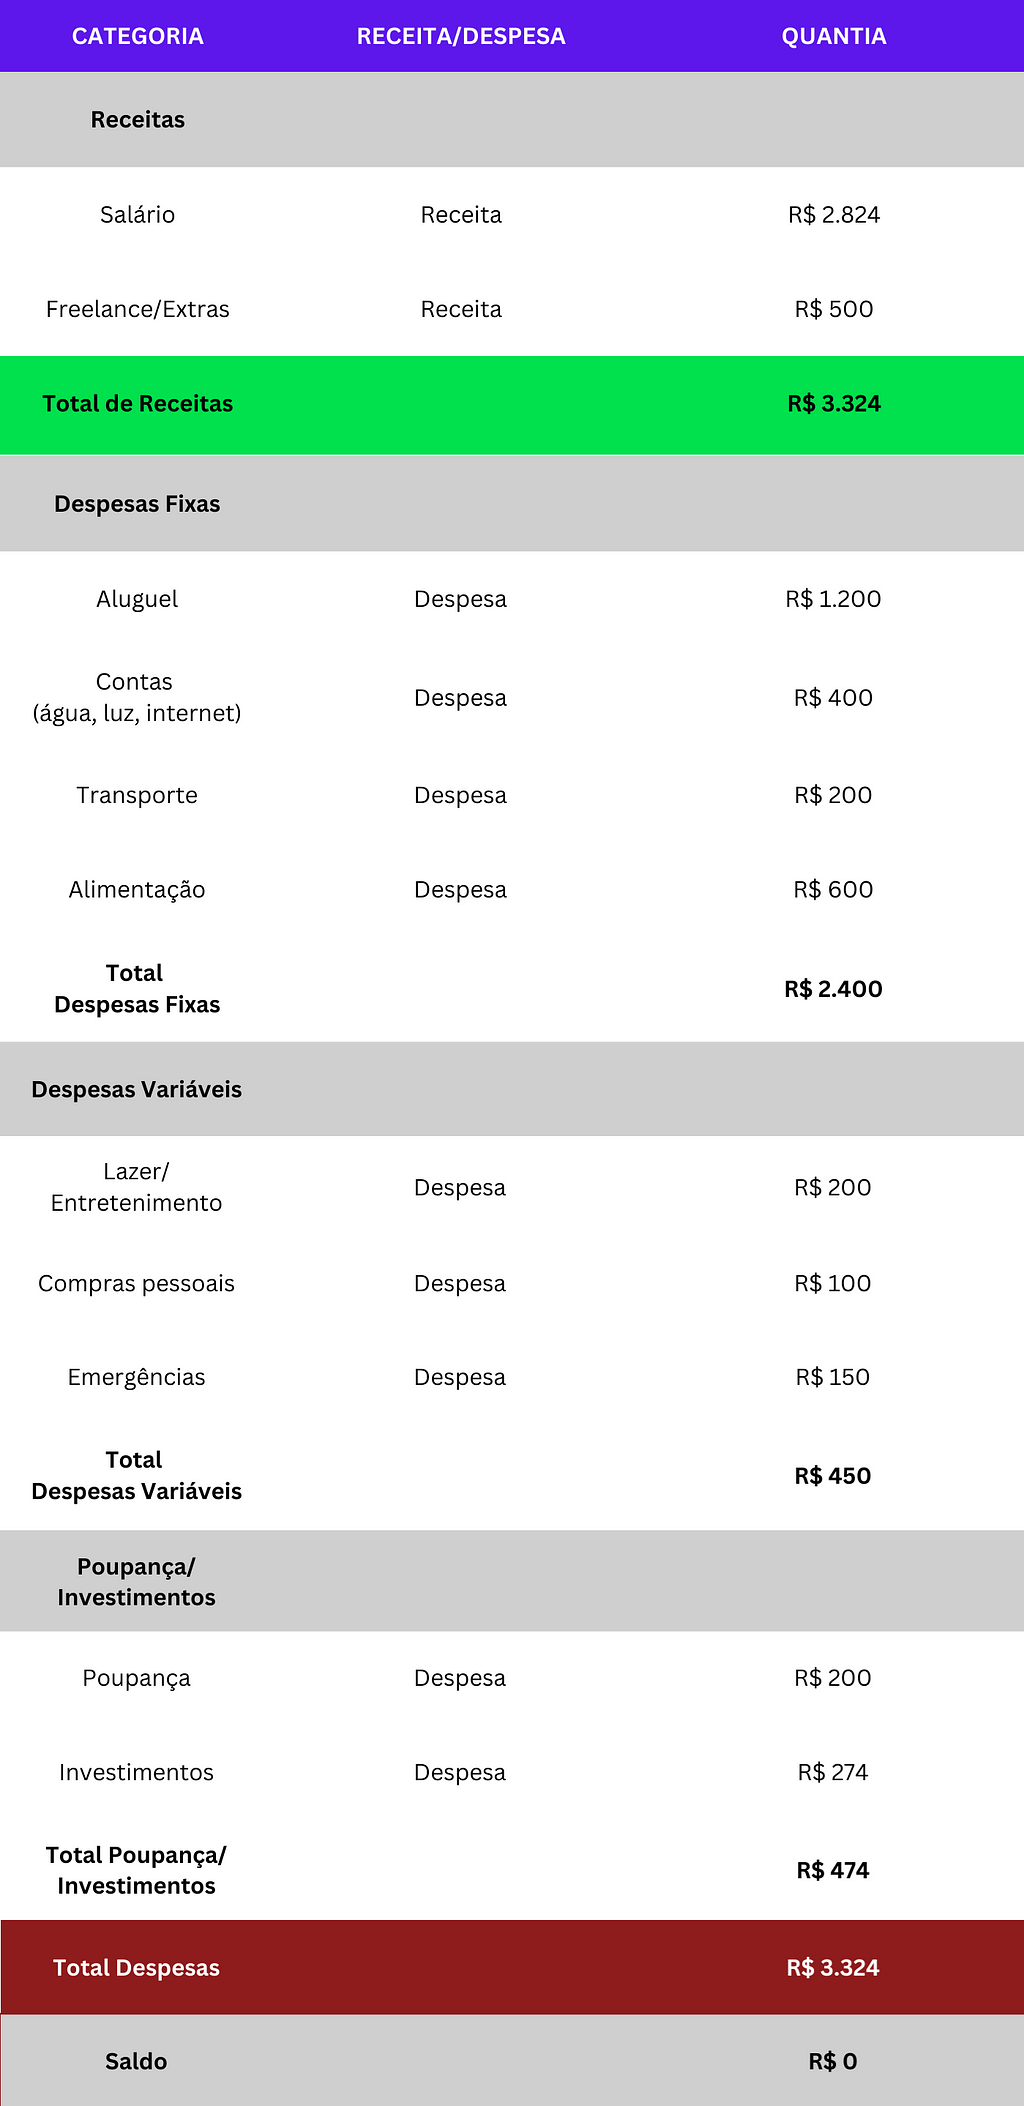 CATEGORIA RECEITA/DESPESA QUANTIA
Receitas
Salário Receita R$ 2.824
Freelance/Extras Receita R$ 500
Total de Receitas R$ 3.324
Despesas Fixas
Aluguel Despesa R$ 1.200
Contas
(água, luz, internet) Despesa R$ 400
Transporte Despesa R$ 200
Alimentação Despesa R$ 600
Total
Despesas Fixas R$ 2.400
Despesas Variáveis
Lazer/
Entretenimento Despesa R$ 200
Compras pessoais Despesa R$ 100
Emergências Despesa R$ 150
Total
Despesas Variáveis R$ 450
Poupança/
Investimentos
Poupança Despesa R$ 200
Investimentos Despesa R$ 274
Total Poupança/
Investimentos R$ 474
Total Despesas R$ 3.324
Saldo R$ 0